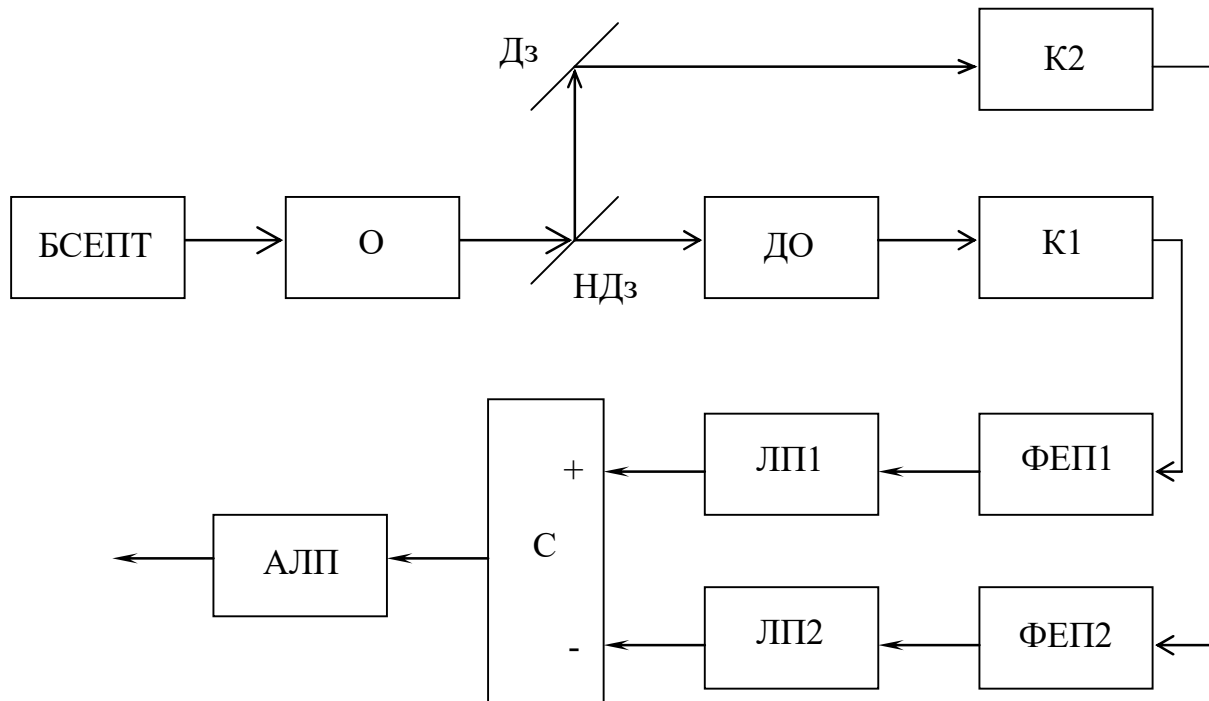 Дз
К2
БСЕПТ
О
НДз
ДО
К1
+
ЛП1
ФЕП1
АЛП
С
-
ЛП2
ФЕП2